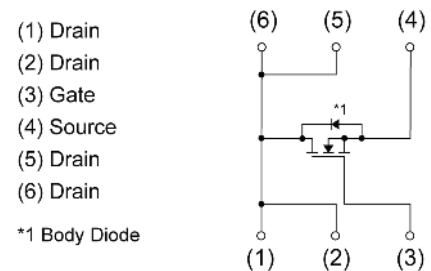 (1) Drain
(2) Drain
(3) Gate
(4) Source
(5) Drain
(6) Drain
*1 Body Diode
(6) (5) (4)
*1
(1) (2) (3)